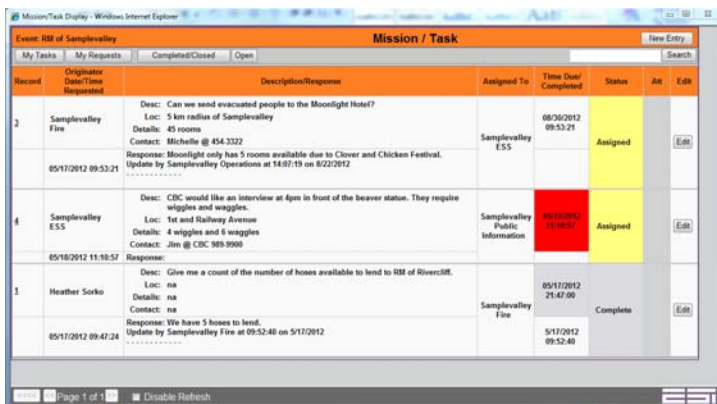 Mission/Task Display - Windows Internet Explorer
Event: RM of Samplevalley
Mission / Task
New Entry
My Tasks My Requests Completed/Closed Open Search
Record Originator Date/Time Requested Description/Response Assigned To Time Due/ Completed Status Att Edit
Samplevalley Fire
Desc: Can we send evacuated people to the Moonlight Hotel?
Loc: 5 km radius of Samplevalley
Details: 45 rooms
Contact: Michelle @ 454-3322
Samplevalley ESS
08/30/2012 09:53:21
Assigned
Edit
05/17/2012 09:53:21
Response: Moonlight only has 5 rooms available due to Clover and Chicken Festival.
Update by Samplevalley Operations at 14:07:19 on 8/22/2012
- - - - - - - - - - - -
4
Samplevalley ESS
Desc: CBC would like an interview at 4pm in front of the beaver statue. They require
wiggles and waggles.
Loc: 1st and Railway Avenue
Details: 4 wiggles and 6 waggles
Contact: Jim @ CBC 989-9900
Samplevalley Public Information
11:10:57
Assigned
Edit
05/18/2012 11:10:57 Response:
1
Heather Sorko
Desc: Give me a count of the number of hoses available to lend to RM of Rivercliff.
Loc: na
Details: na
Contact: na
Samplevalley Fire
05/17/2012 21:47:00
Complete
Edit
05/17/2012 09:47:24
Response: We have 5 hoses to lend.
Update by Samplevalley Fire at 09:52:40 on 5/17/2012
- - - - - - - - - - - -
5/17/2012 09:52:40
<<<< << Page 1 of 1 >> Disable Refresh